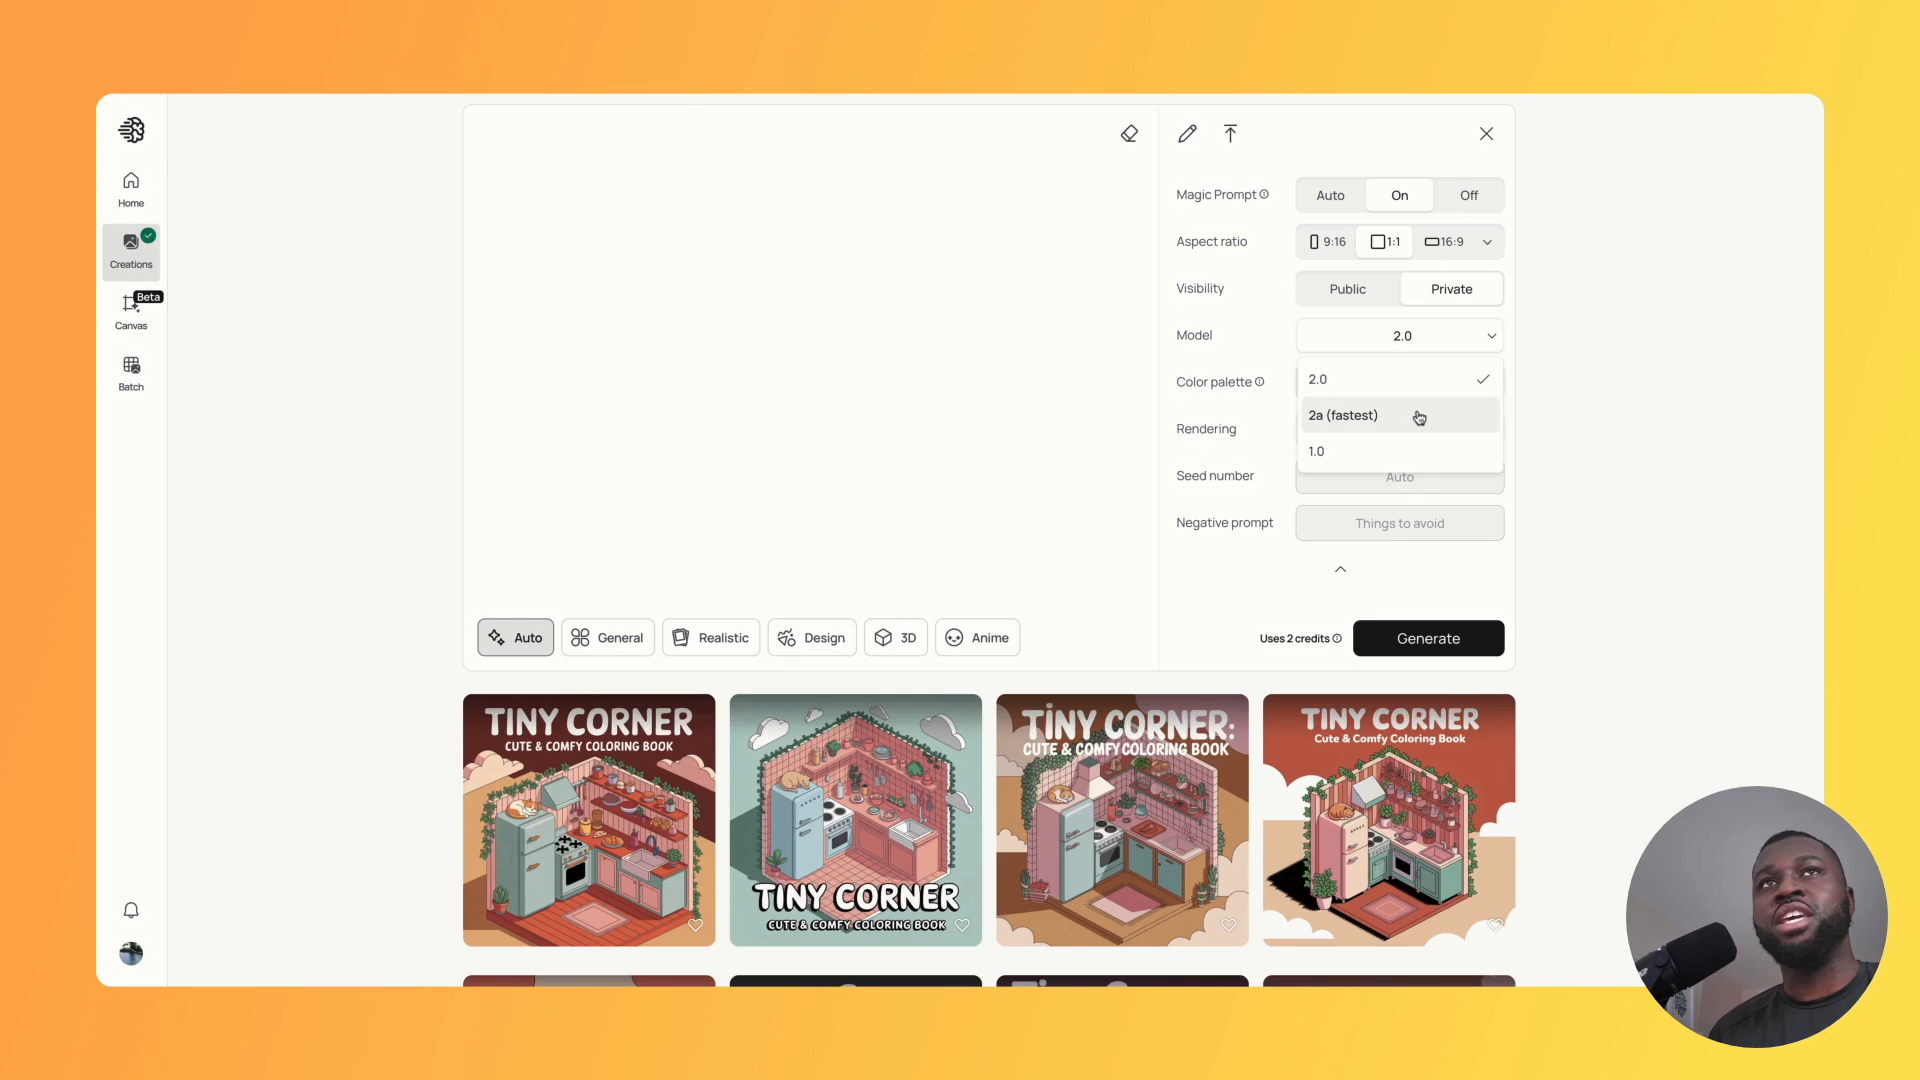 Home
Creations
Beta
Canvas
Batch
Magic Prompt
Auto
On
Off
Aspect ratio
9:16
1:1
16:9
Visibility
Public
Private
Model
2.0
Color palette
2.0
2a (fastest)
1.0
Rendering
Seed number
Auto
Negative prompt
Things to avoid
Auto
General
Realistic
Design
3D
Anime
Uses 2 credits
Generate
TINY CORNER
CUTE & COMFY COLORING BOOK
TINY CORNER
CUTE & COMFY COLORING BOOK
TINY CORNER:
CUTE & COMFY COLORING BOOK
TINY CORNER
Cute & Comfy Coloring Book